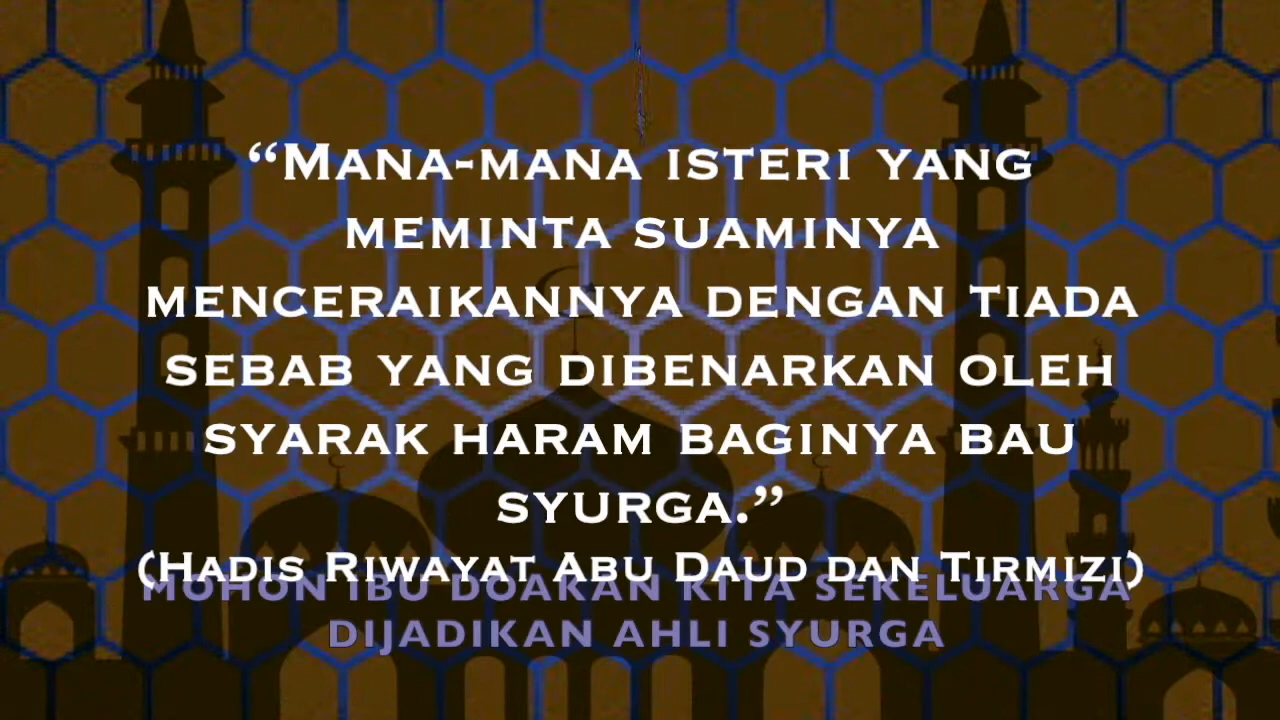 “MANA-MANA ISTERI YANG
MEMINTA SUAMINYA
MENCERAIKANNYA DENGAN TIADA
SEBAB YANG DIBENARKAN OLEH
SYARAK HARAM BAGINYA BAU
SYURGA.”
(HADIS RIWAYAT ABU DAUD DAN TIRMIZI)
MOHON IBU DOAKAN KITA SEKELUARGA
DIJADIKAN AHLI SYURGA